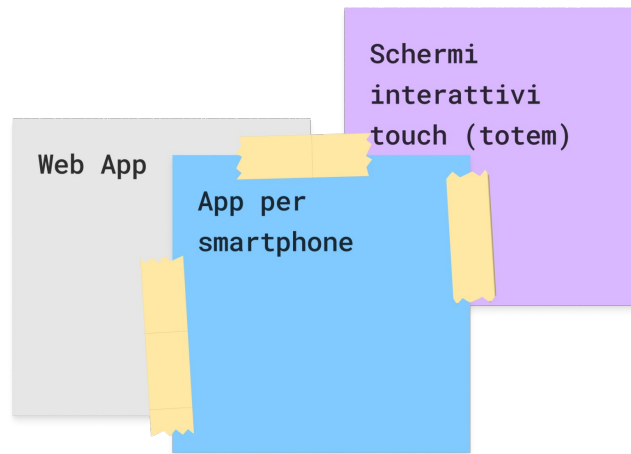 Schermi
interattivi
touch (totem)
Web App
App per
smartphone